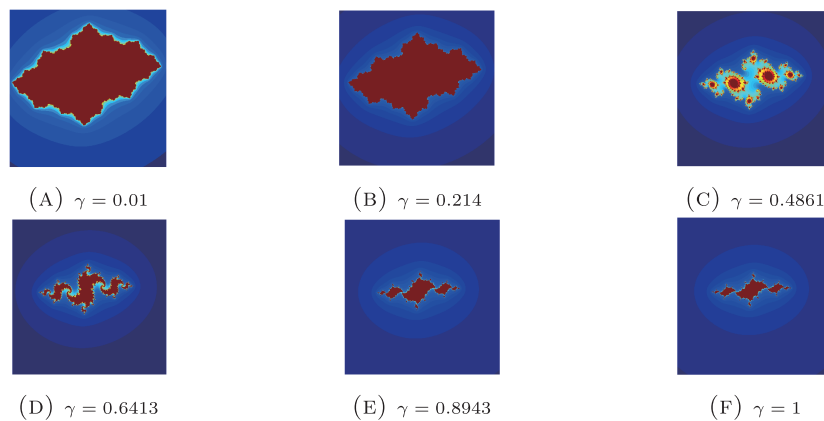 (A) γ = 0.01
(B) γ = 0.214
(C) γ = 0.4861
(D) γ = 0.6413
(E) γ = 0.8943
(F) γ = 1